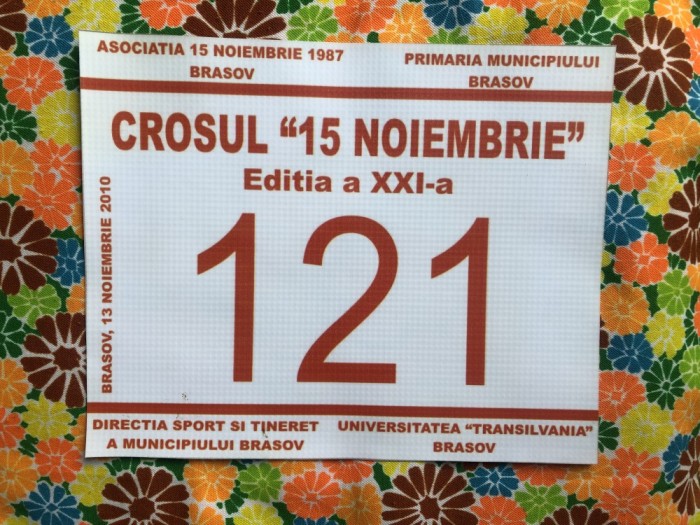 ASOCIATIA 15 NOIEMBRIE 1987
BRASOV
PRIMARIA MUNICIPIULUI
BRASOV
CROSUL “15 NOIEMBRIE”
Editia a XXI-a
BRASOV, 13 NOIEMBRIE 2010
121
DIRECTIA SPORT SI TINERET
A MUNICIPIULUI BRASOV
UNIVERSITATEA “TRANSILVANIA”
BRASOV